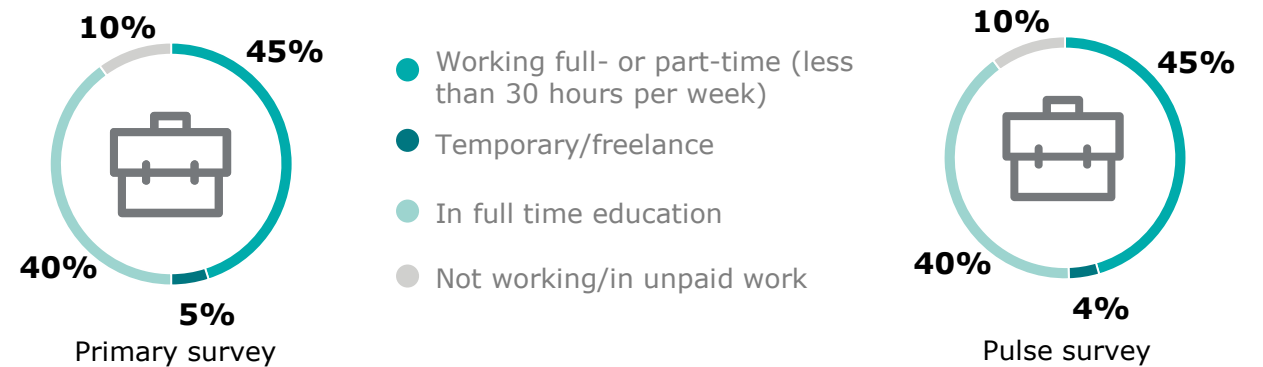 10%
45%
40%
5%
Primary survey
Working full- or part-time (less
than 30 hours per week)
Temporary/freelance
In full time education
Not working/in unpaid work
10%
45%
40%
4%
Pulse survey